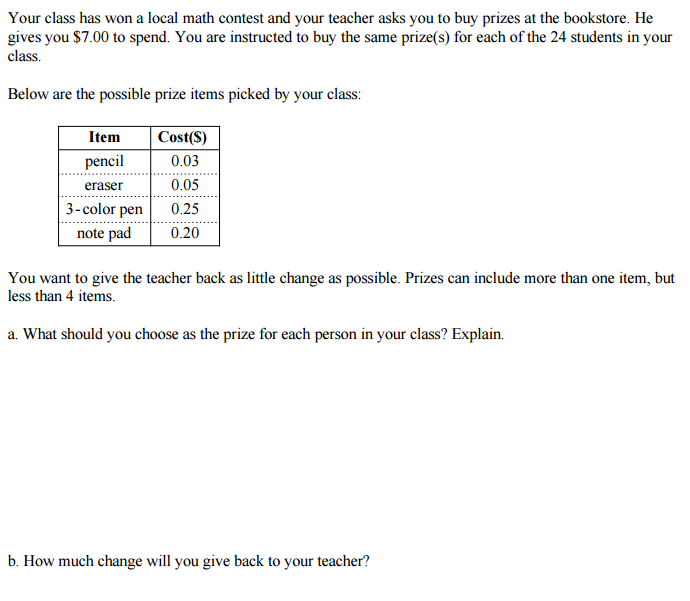 Your class has won a local math contest and your teacher asks you to buy prizes at the bookstore. He
gives you $7.00 to spend. You are instructed to buy the same prize(s) for each of the 24 students in your
class.
Below are the possible prize items picked by your class:
Item Cost($)
pencil 0.03
eraser 0.05
3-color pen 0.25
note pad 0.20
You want to give the teacher back as little change as possible. Prizes can include more than one item, but
less than 4 items.
a. What should you choose as the prize for each person in your class? Explain.
b. How much change will you give back to your teacher?